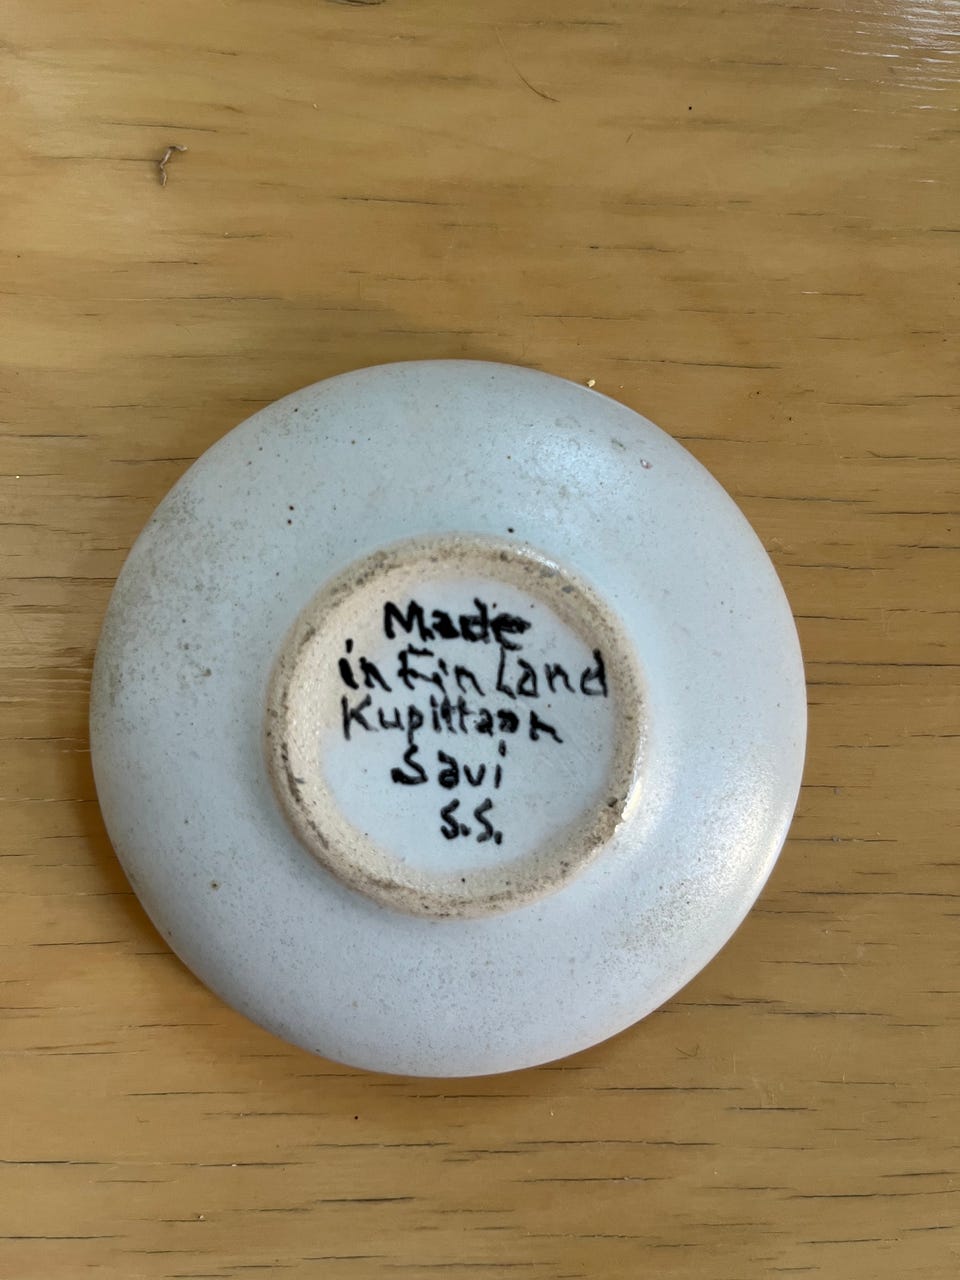 Made
in Finland
Kupittaan
Savi
S.S.